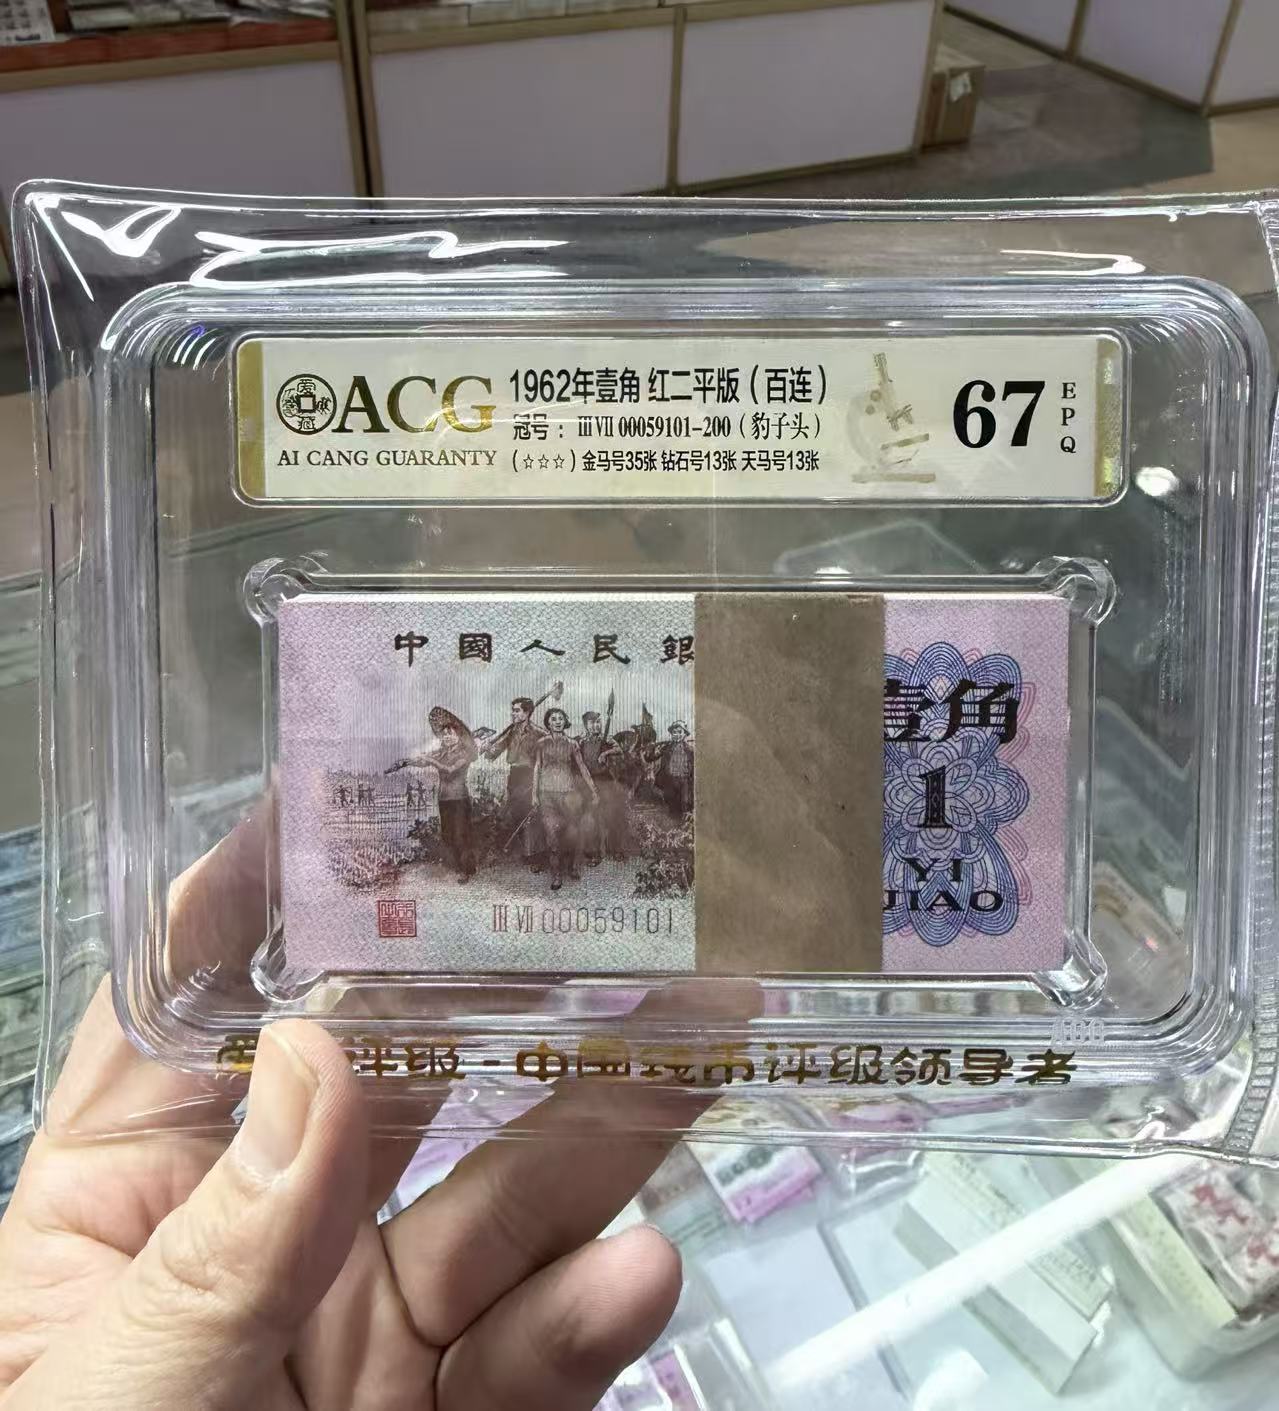 ACG
AI CANG GUARANTY
1962年壹角 红二平版（百连）
冠号：ⅢⅦ 00059101-200（豹子头）
(☆☆☆) 金马号35张 钻石号13张 天马号13张
67
EPQ
中國人民銀
壹角
1
YI
JIAO
ⅢⅦ 00059101
评级-中国钱币评级领导者